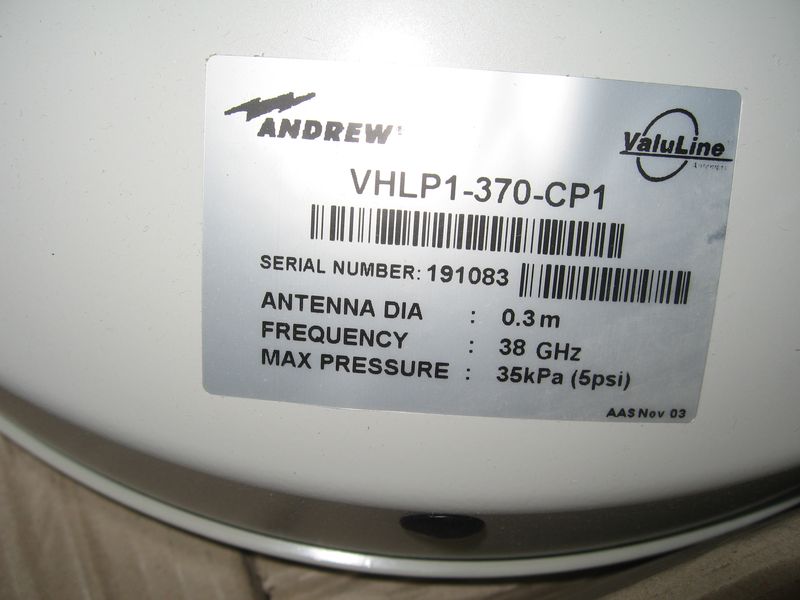 ANDREW
ValuLine
VHLP1-370-CP1
SERIAL NUMBER: 191083
ANTENNA DIA : 0.3 m
FREQUENCY : 38 GHz
MAX PRESSURE : 35kPa (5psi)
AAS Nov 03